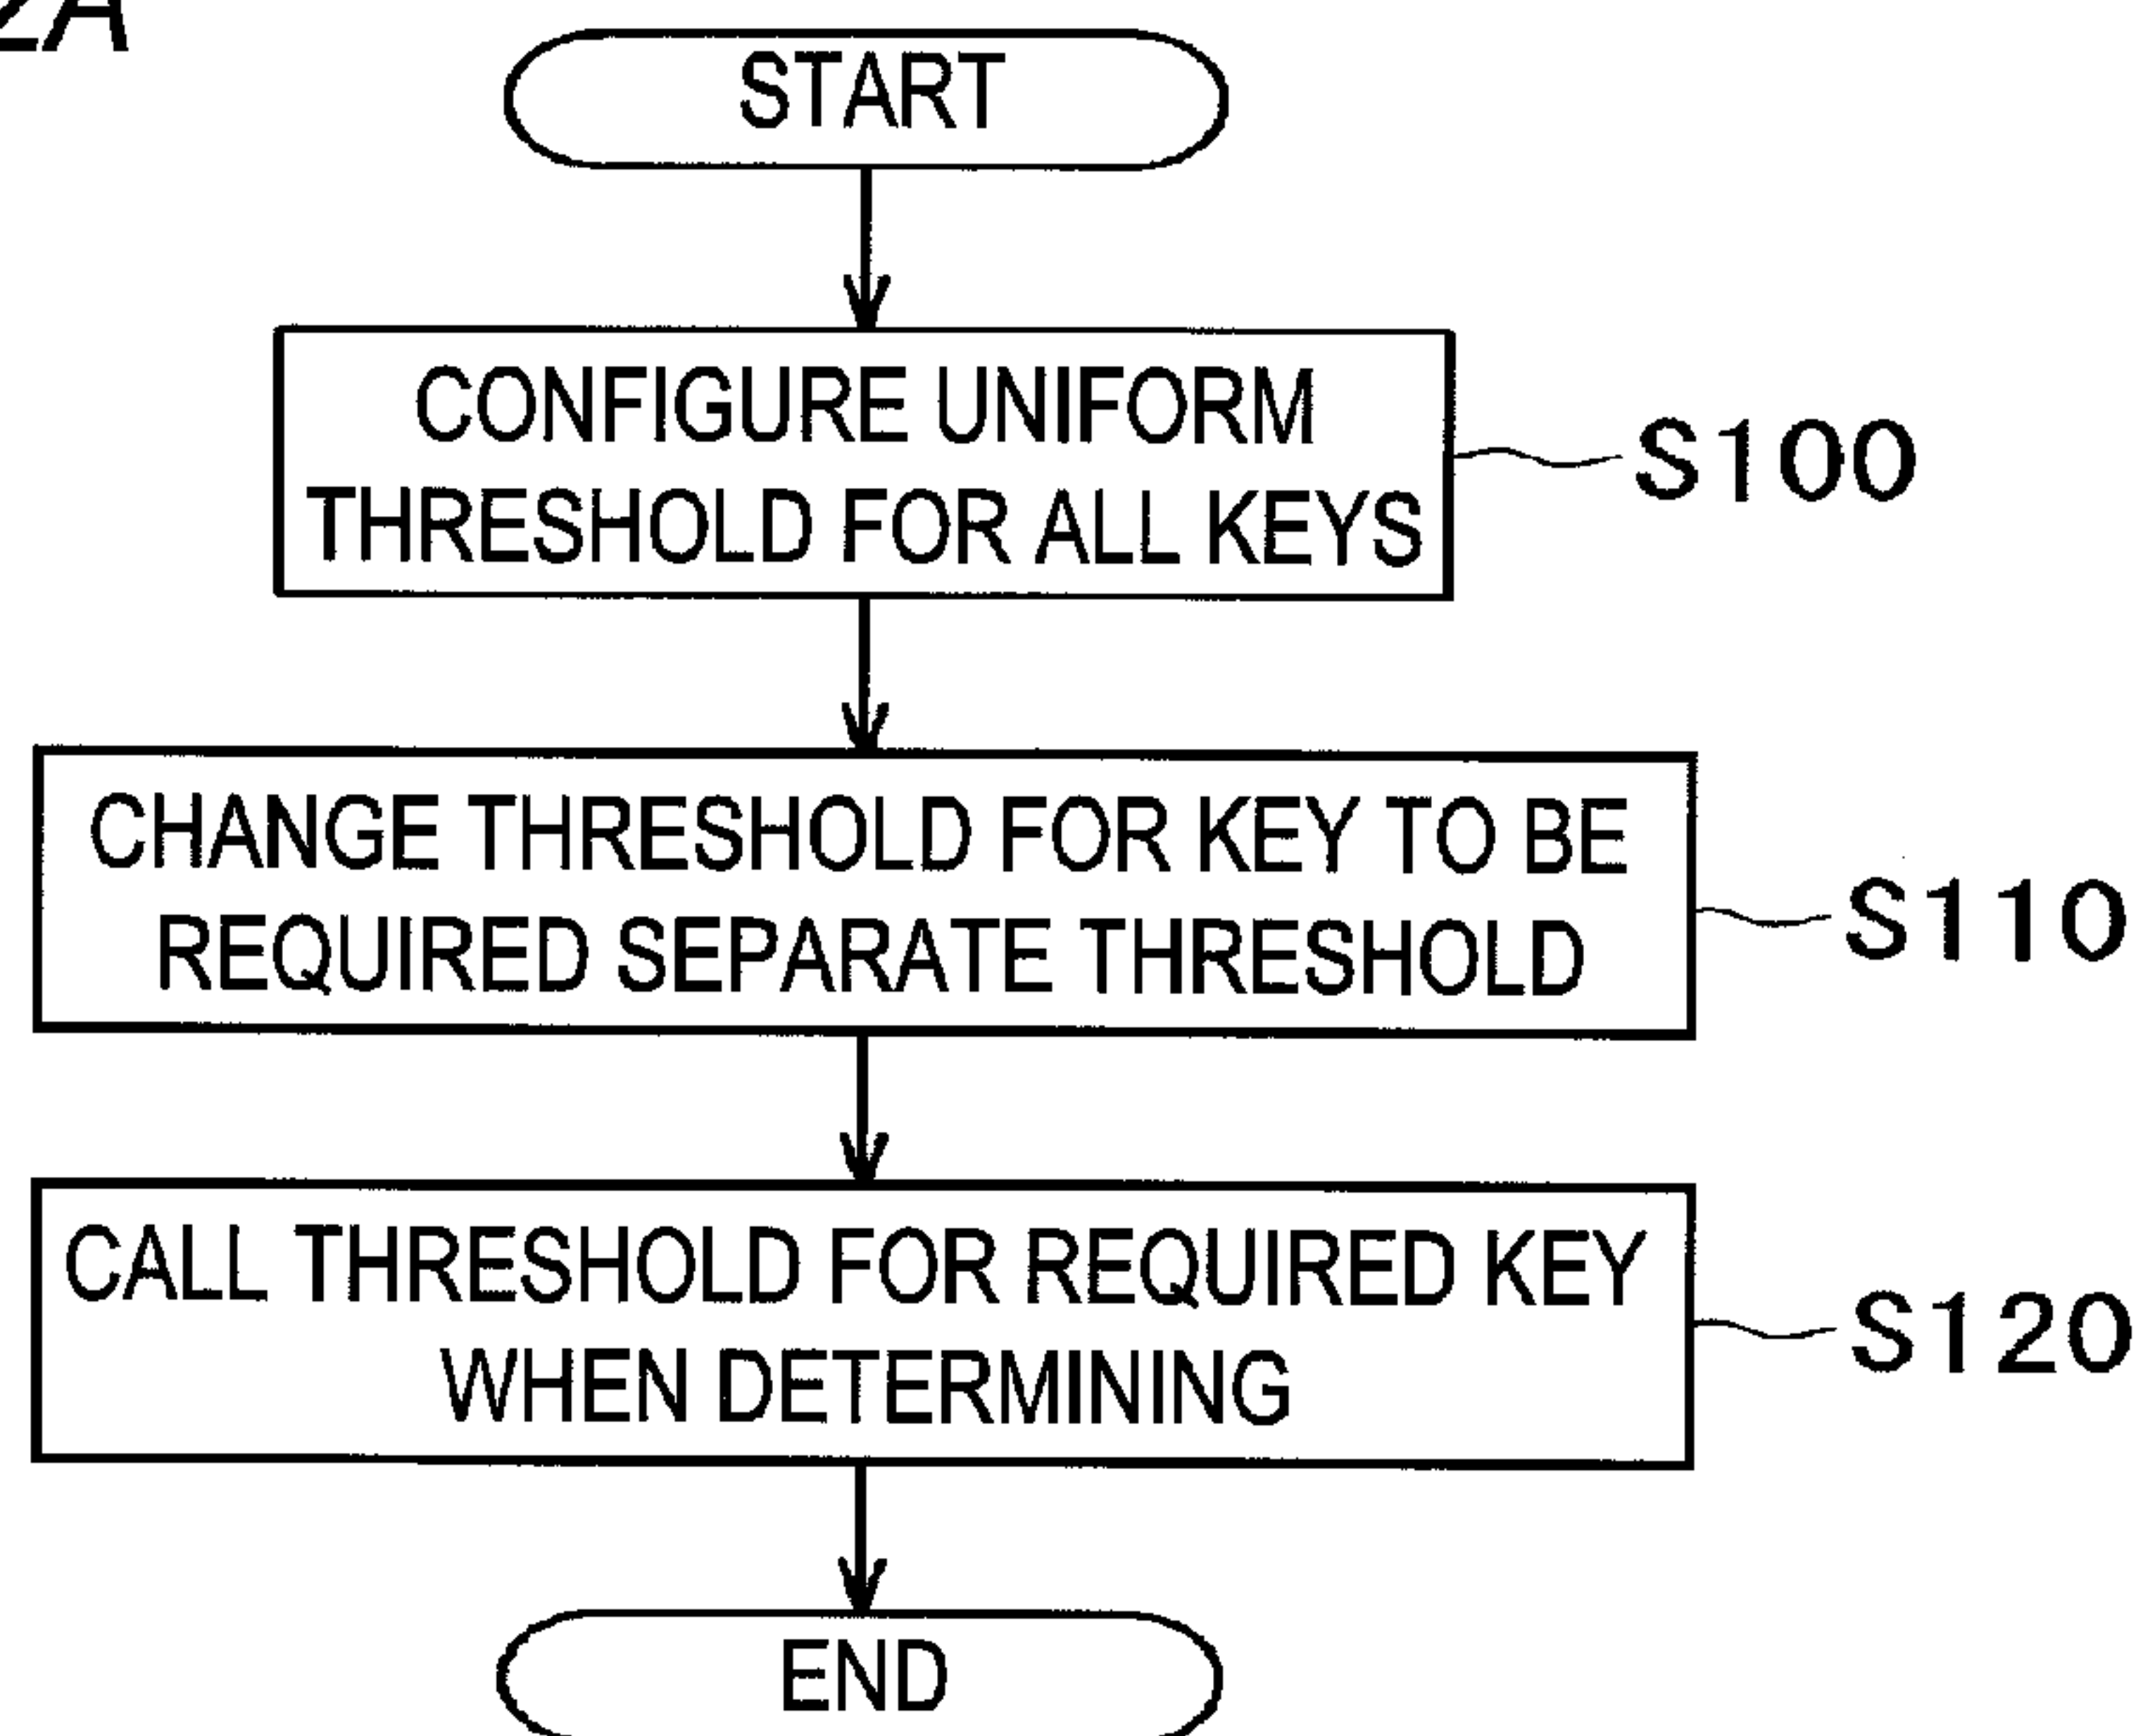 2A
START
CONFIGURE UNIFORM
THRESHOLD FOR ALL KEYS
S100
CHANGE THRESHOLD FOR KEY TO BE
REQUIRED SEPARATE THRESHOLD
S110
CALL THRESHOLD FOR REQUIRED KEY
WHEN DETERMINING
S120
END